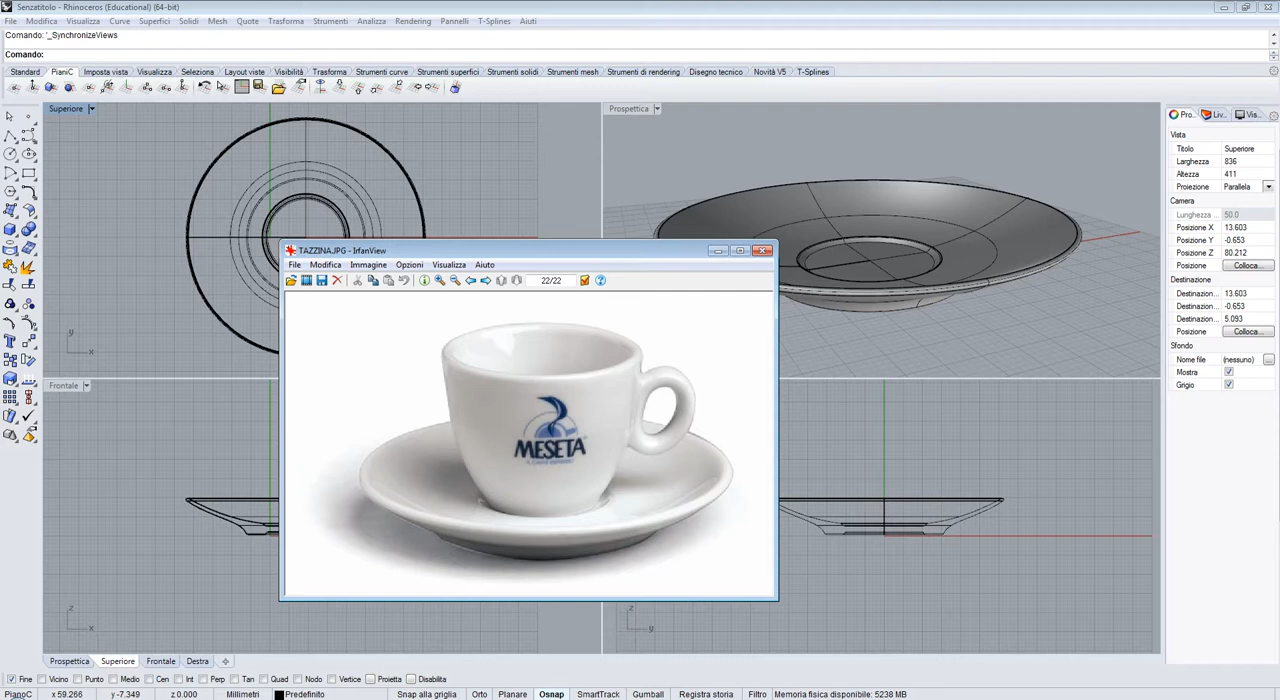 Senzatitolo - Rhinoceros (Educational) (64-bit)
File Modifica Visualizza Curve Superfici Solidi Mesh Quote Trasforma Strumenti Analizza Rendering Pannelli T-Splines Aiuti
Comando: '_SynchronizeViews
Comando:
Standard PianiC Imposta vista Visualizza Seleziona Layout viste Visibilità Trasforma Strumenti curve Strumenti superfici Strumenti solidi Strumenti mesh Strumenti di rendering Disegno tecnico Novità V5 T-Splines
Superiore
Prospettica
Pro... Liv... Vis...
Vista
Titolo Superiore
Larghezza 836
Altezza 411
Proiezione Parallela
Camera
Lunghezza ... 50.0
Posizione X 13.603
Posizione Y -0.653
Posizione Z 80.212
Posizione Colloca...
Destinazione
Destinazion... 13.603
Destinazion... -0.653
Destinazion... 5.093
Posizione Colloca...
Sfondo
Nome file (nessuno) ...
Mostra
Grigio
TAZZINA.JPG - IrfanView
File Modifica Immagine Opzioni Visualizza Aiuto
22/22
MESETA
y
x
Frontale
z
x
z
y
Prospettica Superiore Frontale Destra
Fine Vicino Punto Medio Cen Int Perp Tan Quad Nodo Vertice Proietta Disabilita
PianoC x 59.266 y -7.349 z 0.000 Millimetri Predefinito Snap alla griglia Orto Planare Osnap SmartTrack Gumball Registra storia Filtro Memoria fisica disponibile: 5238 MB